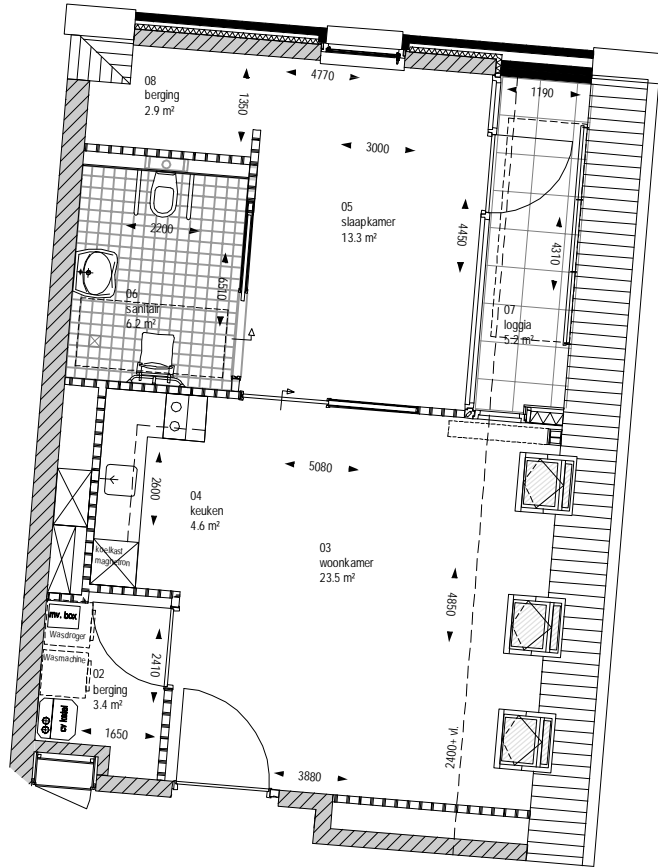 08
berging
2.9 m²
1350
4770
1190
3000
05
slaapkamer
13.3 m²
4450
4310
2200
6510
06
sanitair
6.2 m²
07
loggia
5.2 m²
5080
04
keuken
4.6 m²
2600
koelkast
magnetron
03
woonkamer
23.5 m²
4850
mv. box
Wasdroger
Wasmachine
02
berging
3.4 m²
2410
cv ketel
1650
3880
2400+ vl.